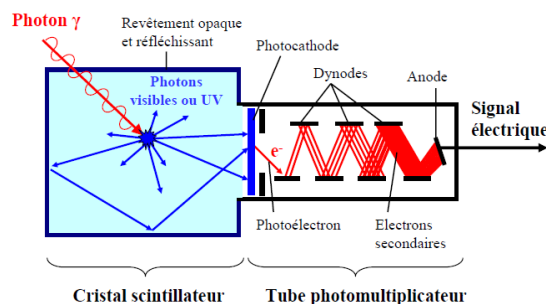 Photon γ
Revêtement opaque
et réfléchissant
Photocathode
Dynodes
Anode
Photons
visibles ou UV
Signal
électrique
e-
Photoélectron
Electrons
secondaires
Cristal scintillateur
Tube photomultiplicateur